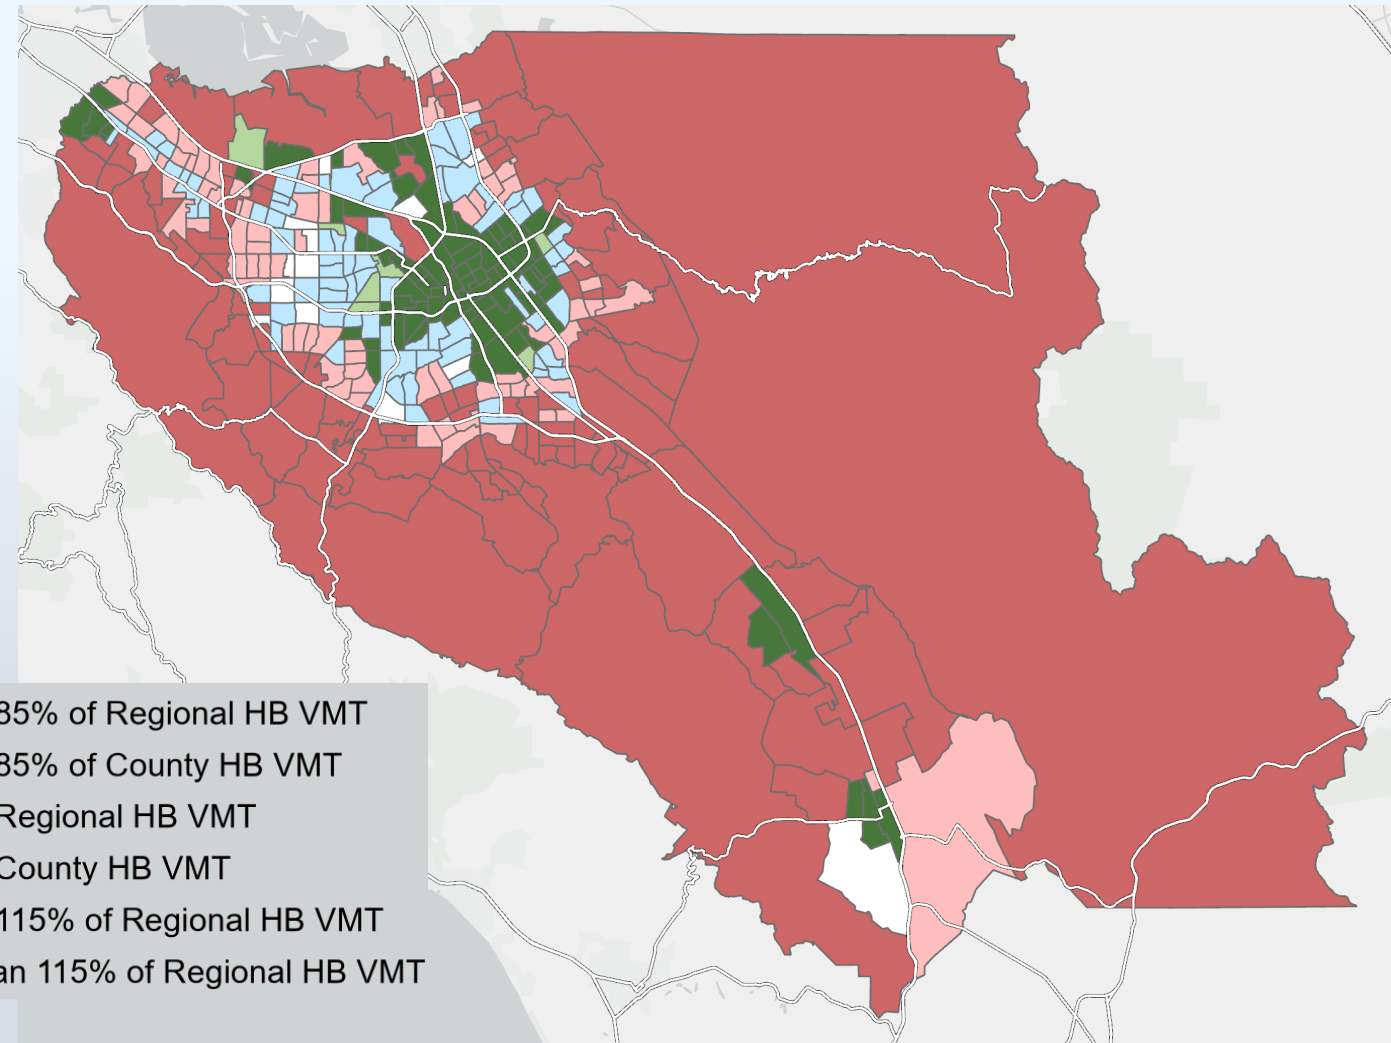 85% of Regional HB VMT
85% of County HB VMT
Regional HB VMT
County HB VMT
115% of Regional HB VMT
an 115% of Regional HB VMT